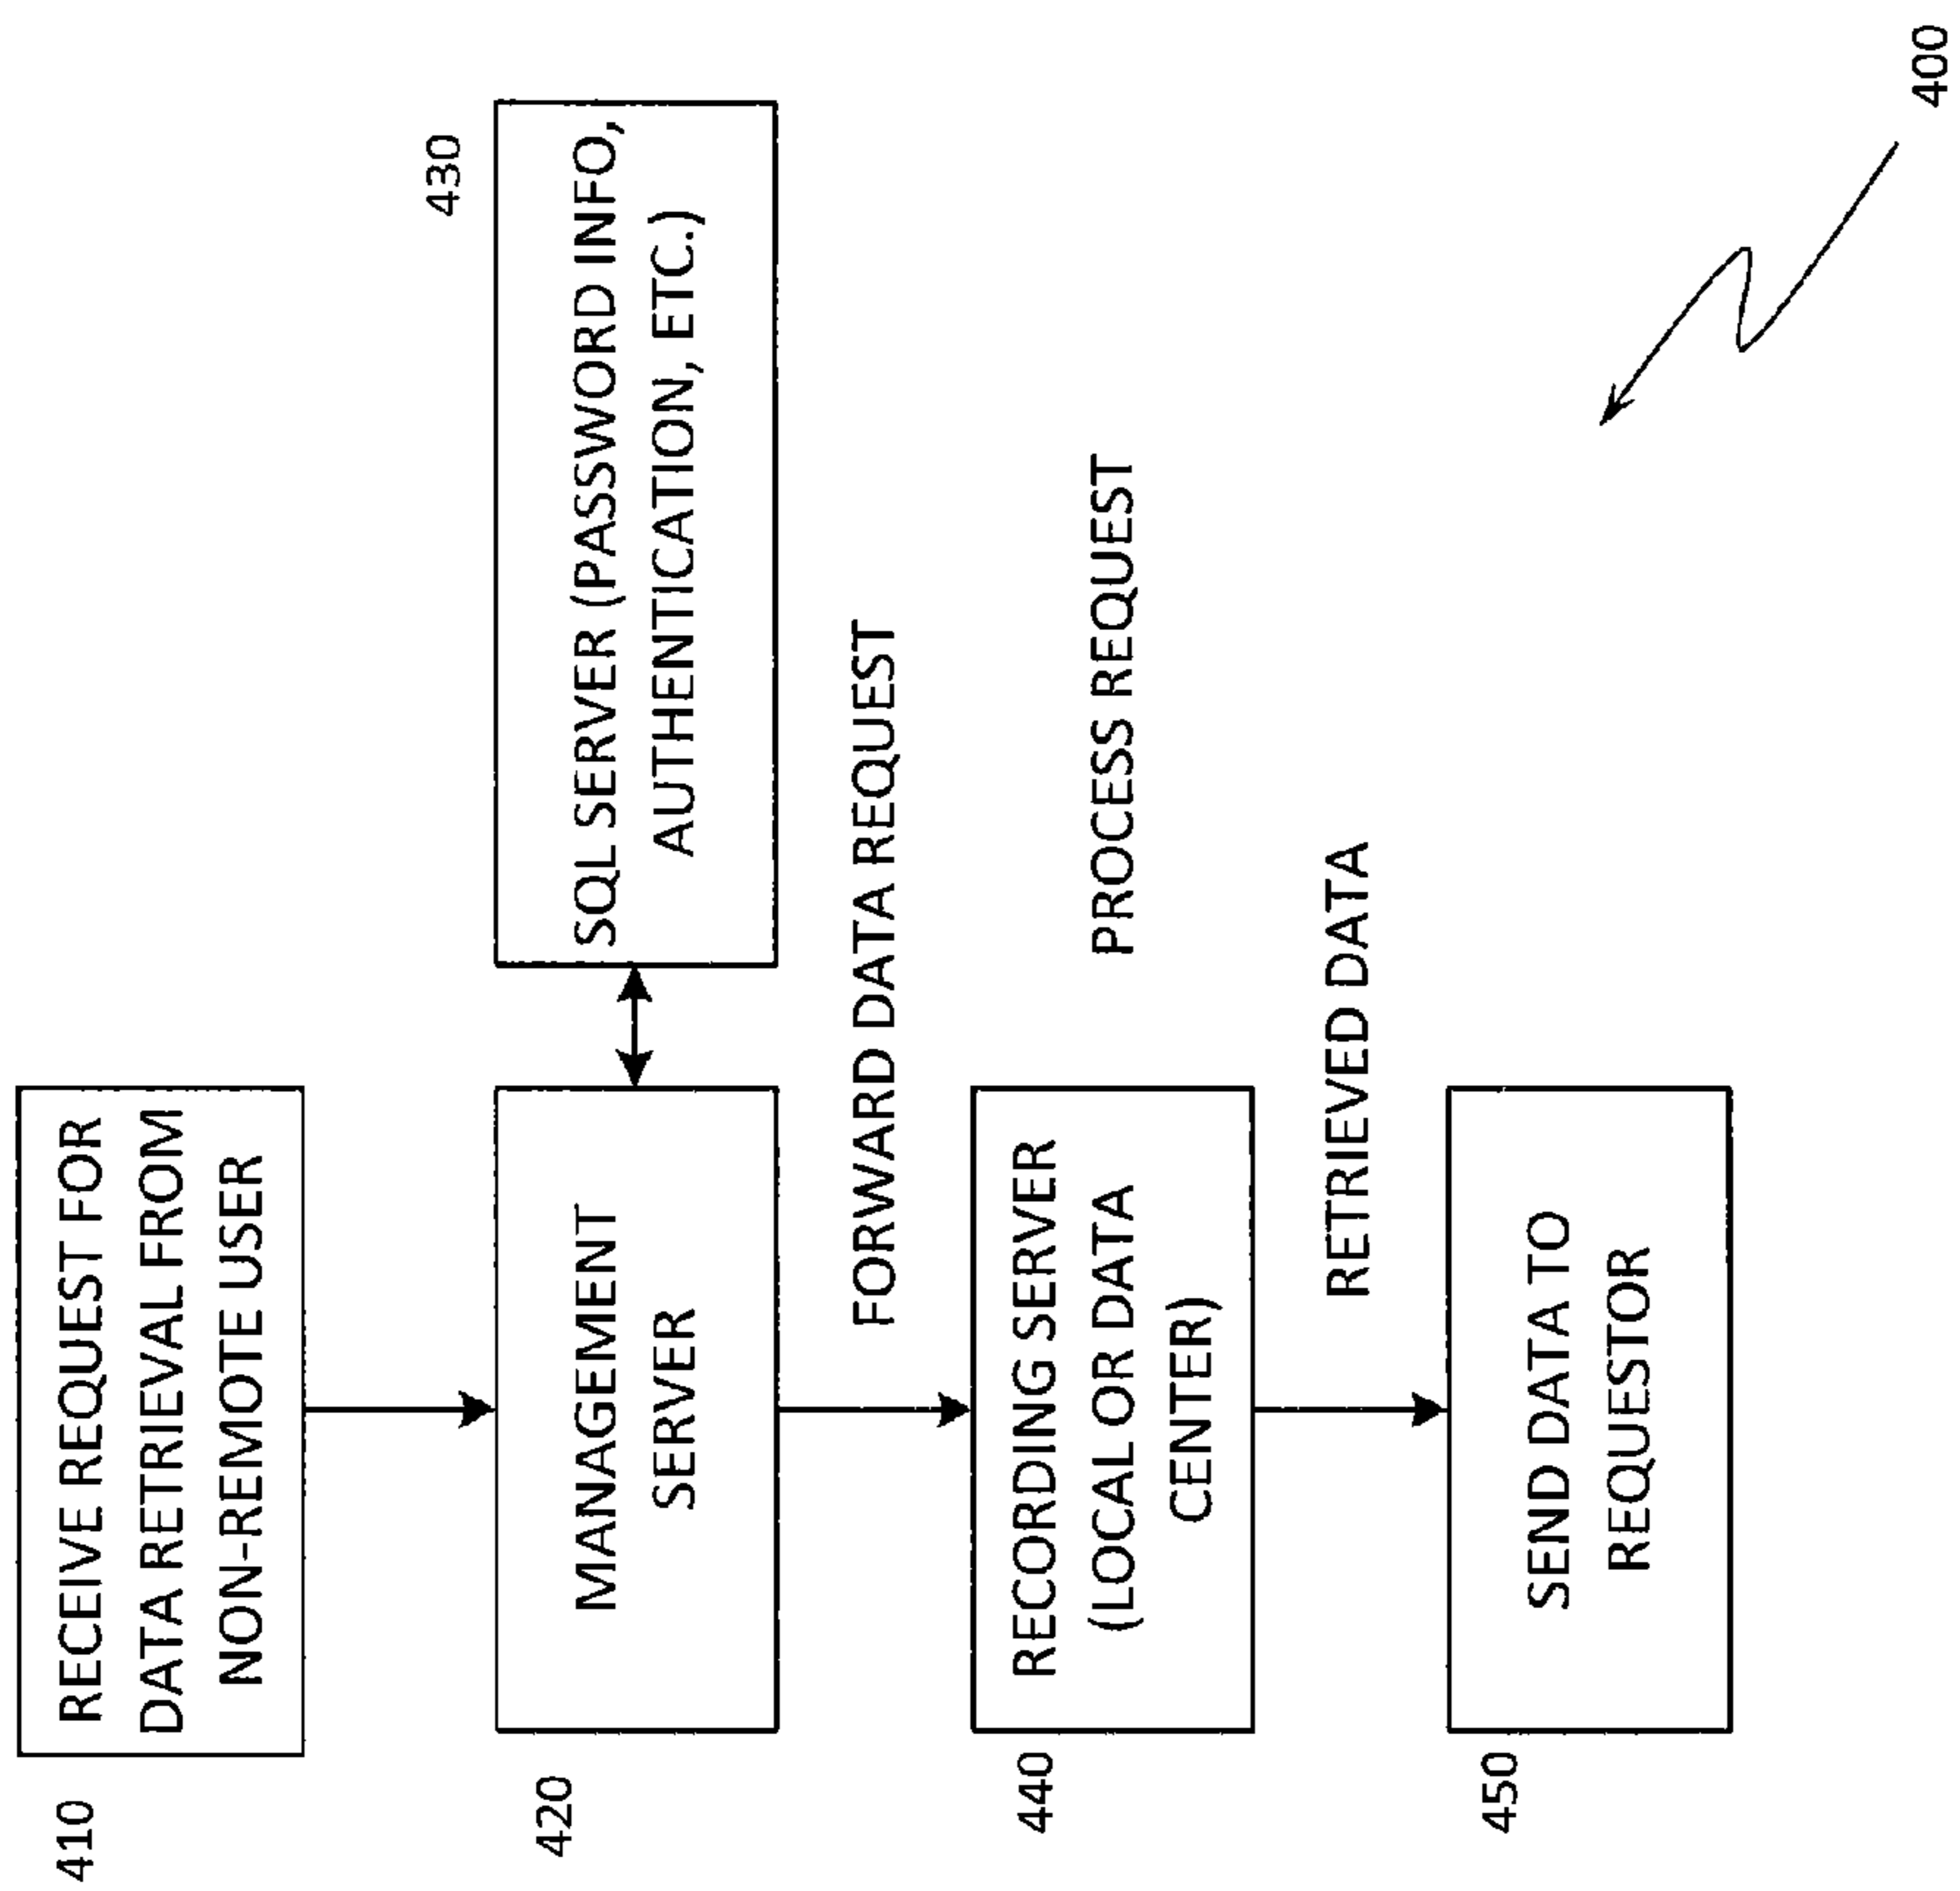 410
RECEIVE REQUEST FOR
DATA RETRIEVAL FROM
NON-REMOTE USER
420
MANAGEMENT
SERVER
430
SQL SERVER (PASSWORD INFO,
AUTHENTICATION, ETC.)
FORWARD DATA REQUEST
440
RECORDING SERVER
(LOCAL OR DATA
CENTER)
PROCESS REQUEST
RETRIEVED DATA
450
SEND DATA TO
REQUESTOR
400